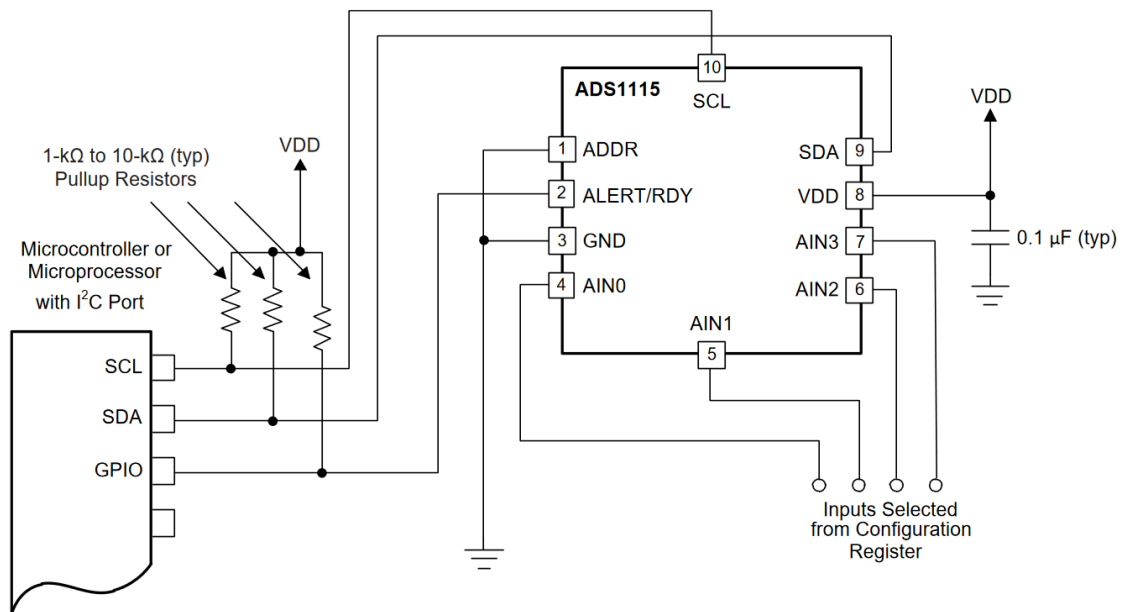 1-kΩ to 10-kΩ (typ)
Pullup Resistors
VDD
Microcontroller or
Microprocessor
with I²C Port
SCL
SDA
GPIO
ADS1115
10
SCL
1 ADDR
2 ALERT/RDY
3 GND
4 AIN0
AIN1
5
SDA 9
VDD 8
AIN3 7
AIN2 6
VDD
0.1 µF (typ)
Inputs Selected
from Configuration
Register